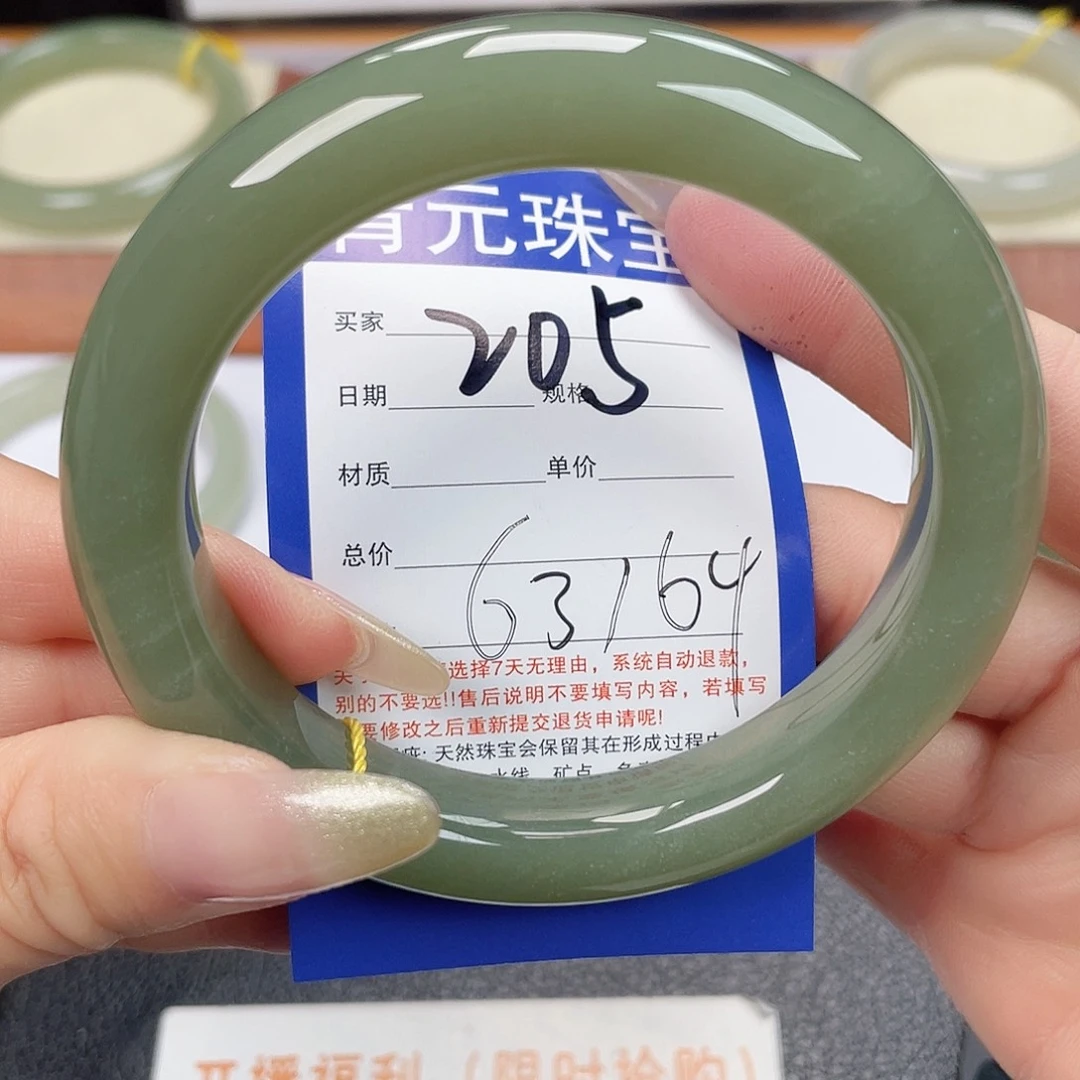 元珠宝
205
买家
日期 规格
材质 单价
总价
63164
选择7天无理由，系统自动退款，
别的不要选!!售后说明不要填写内容，若填写
要修改之后重新提交退货申请呢!
天然珠宝会保留其在形成过程
水线、矿点、
开播福利（限时抢购）